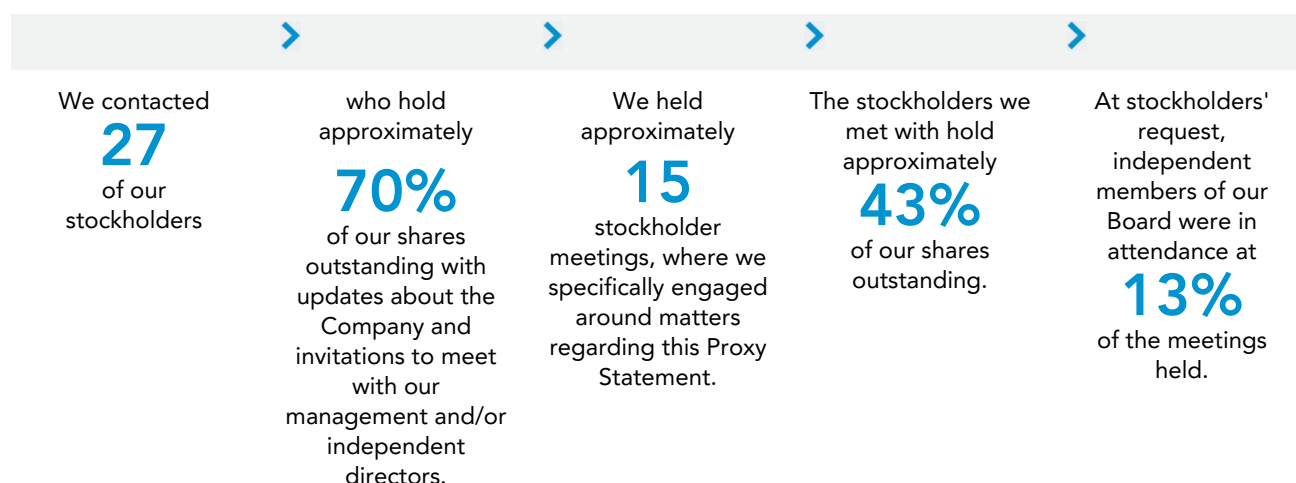 We contacted
27
of our
stockholders
who hold
approximately
70%
of our shares
outstanding with
updates about the
Company and
invitations to meet
with our
management and/or
independent
directors.
We held
approximately
15
stockholder
meetings, where we
specifically engaged
around matters
regarding this Proxy
Statement.
The stockholders we
met with hold
approximately
43%
of our shares
outstanding.
At stockholders'
request,
independent
members of our
Board were in
attendance at
13%
of the meetings
held.